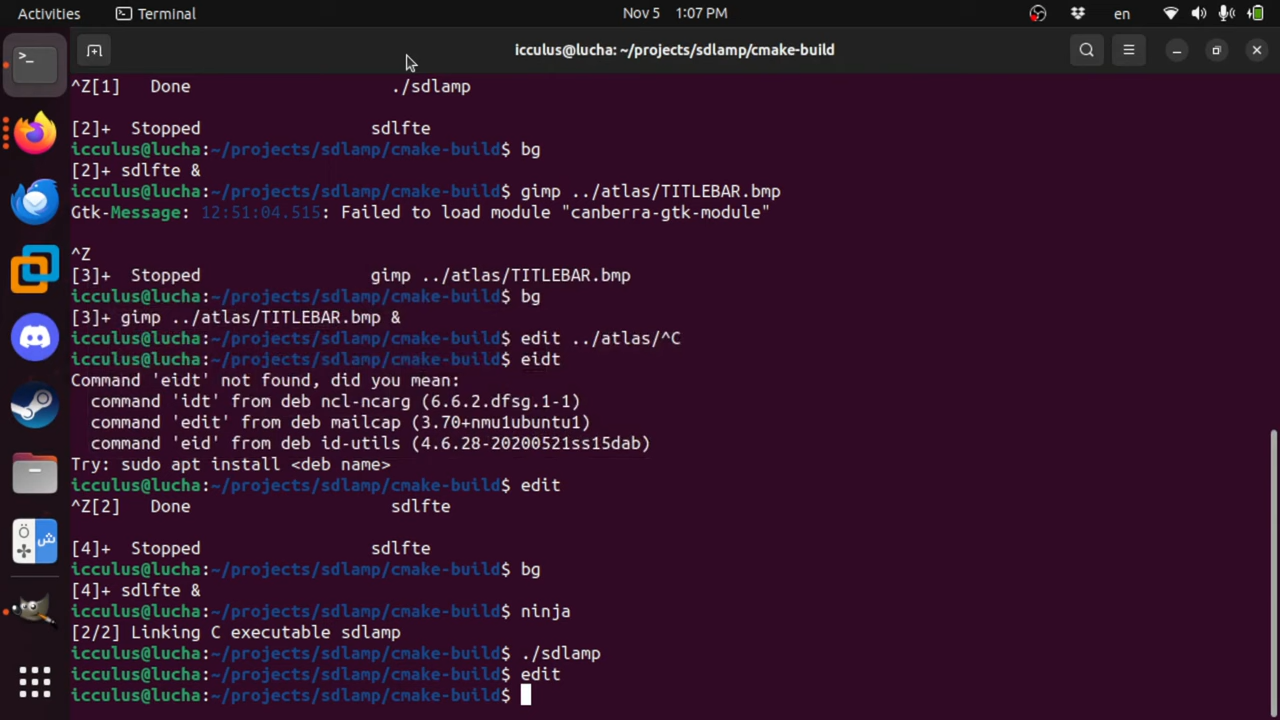 Activities Terminal Nov 5 1:07 PM en
icculus@lucha: ~/projects/sdlamp/cmake-build
^Z[1]   Done                    ./sdlamp
[2]+  Stopped                 sdlfte
icculus@lucha:~/projects/sdlamp/cmake-build$ bg
[2]+ sdlfte &
icculus@lucha:~/projects/sdlamp/cmake-build$ gimp ../atlas/TITLEBAR.bmp
Gtk-Message: 12:51:04.515: Failed to load module "canberra-gtk-module"
^Z
[3]+  Stopped                 gimp ../atlas/TITLEBAR.bmp
icculus@lucha:~/projects/sdlamp/cmake-build$ bg
[3]+ gimp ../atlas/TITLEBAR.bmp &
icculus@lucha:~/projects/sdlamp/cmake-build$ edit ../atlas/^C
icculus@lucha:~/projects/sdlamp/cmake-build$ eidt
Command 'eidt' not found, did you mean:
  command 'idt' from deb ncl-ncarg (6.6.2.dfsg.1-1)
  command 'edit' from deb mailcap (3.70+nmu1ubuntu1)
  command 'eid' from deb id-utils (4.6.28-20200521ss15dab)
Try: sudo apt install <deb name>
icculus@lucha:~/projects/sdlamp/cmake-build$ edit
^Z[2]   Done                    sdlfte
[4]+  Stopped                 sdlfte
icculus@lucha:~/projects/sdlamp/cmake-build$ bg
[4]+ sdlfte &
icculus@lucha:~/projects/sdlamp/cmake-build$ ninja
[2/2] Linking C executable sdlamp
icculus@lucha:~/projects/sdlamp/cmake-build$ ./sdlamp
icculus@lucha:~/projects/sdlamp/cmake-build$ edit
icculus@lucha:~/projects/sdlamp/cmake-build$